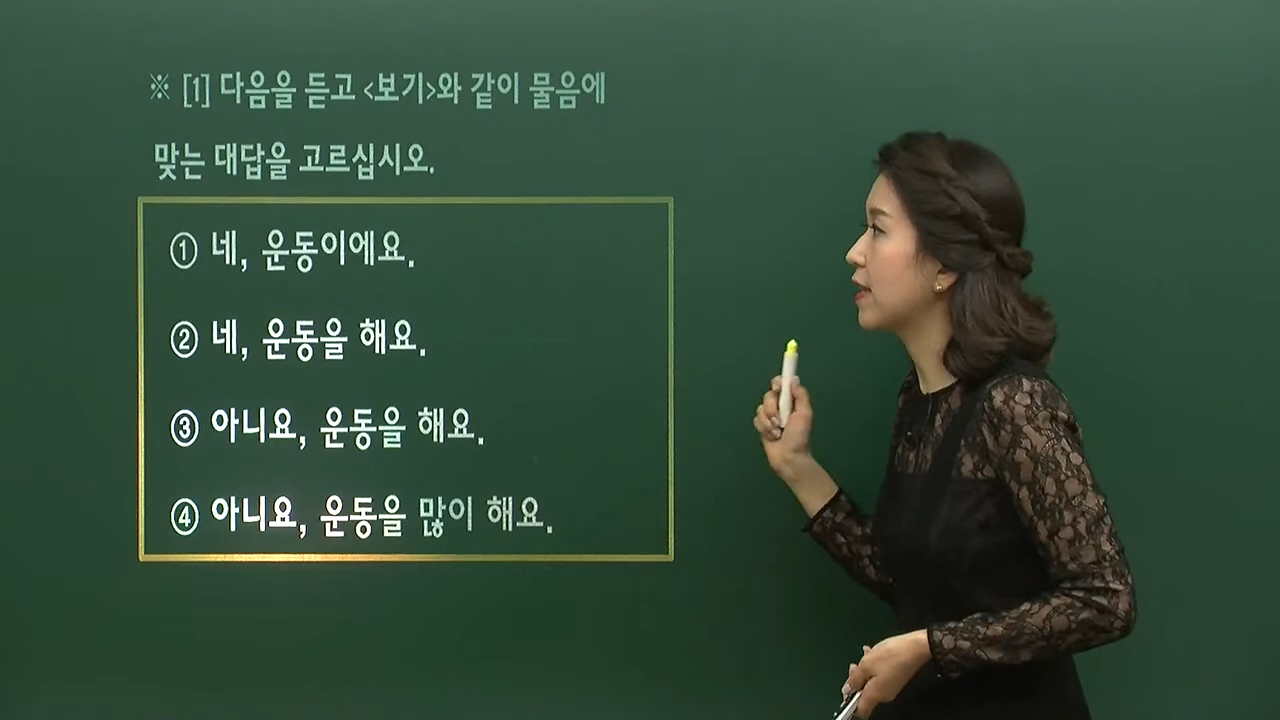 ※ [1] 다음을 듣고 <보기>와 같이 물음에
맞는 대답을 고르십시오.
① 네, 운동이에요.
② 네, 운동을 해요.
③ 아니요, 운동을 해요.
④ 아니요, 운동을 많이 해요.